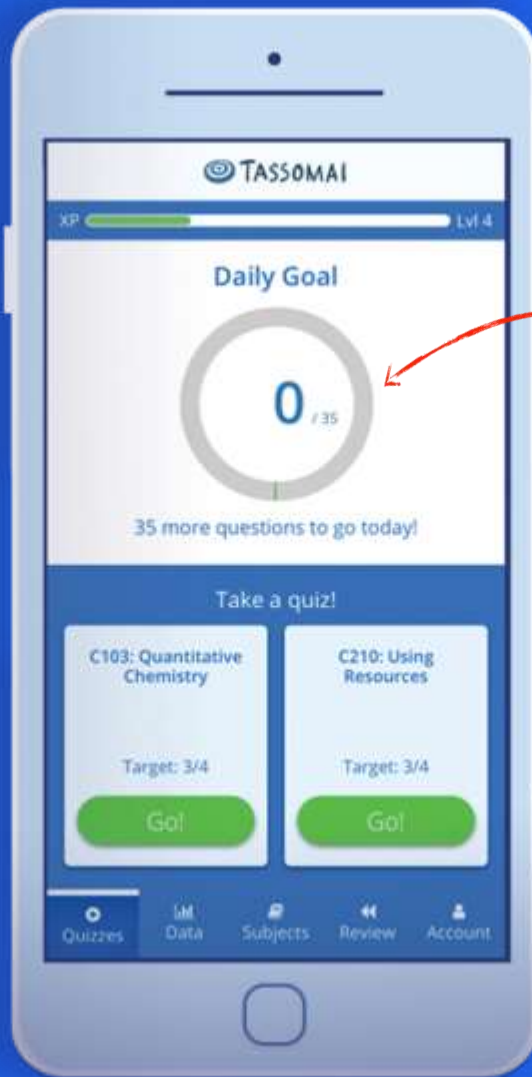 TASSOMAI
XP Lvl 4
Daily Goal
0 / 35
35 more questions to go today!
Take a quiz!
C103: Quantitative
Chemistry
Target: 3/4
Go!
C210: Using
Resources
Target: 3/4
Go!
Quizzes Data Subjects Review Account